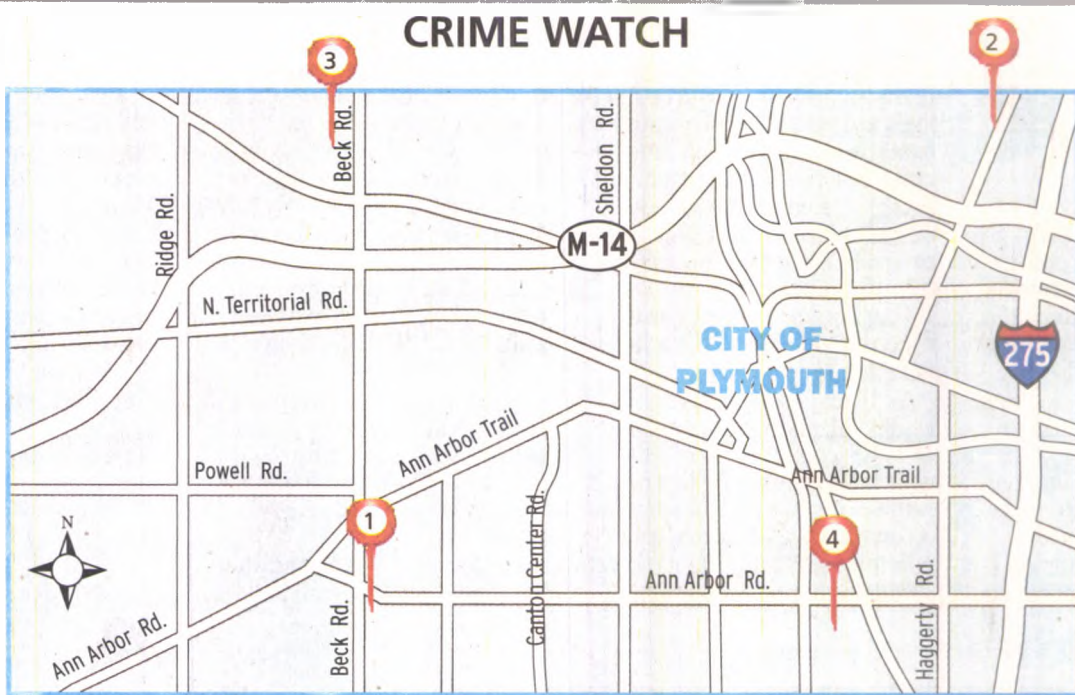 CRIME WATCH
3
2
Beck Rd.
Sheldon Rd.
Ridge Rd.
M-14
N. Territorial Rd.
CITY OF
PLYMOUTH
275
Ann Arbor Trail
Powell Rd.
Ann Arbor Trail
N
1
Canton Center Rd.
4
Ann Arbor Rd.
Haggerty Rd.
Beck Rd.
Ann Arbor Rd.